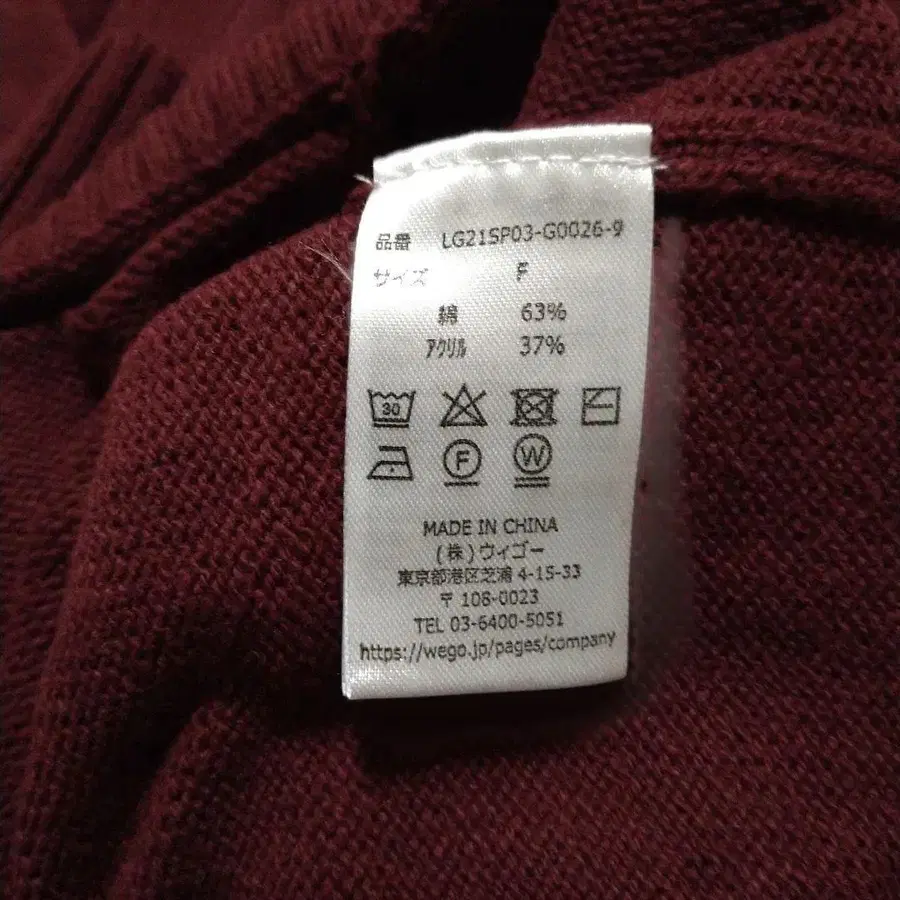 品番 LG21SP03-G0026-9
サイズ F
綿 63%
アクリル 37%
30
F W
MADE IN CHINA
(株)ウィゴー
東京都港区芝浦 4-15-33
〒 108-0023
TEL 03-6400-5051
https://wego.jp/pages/company